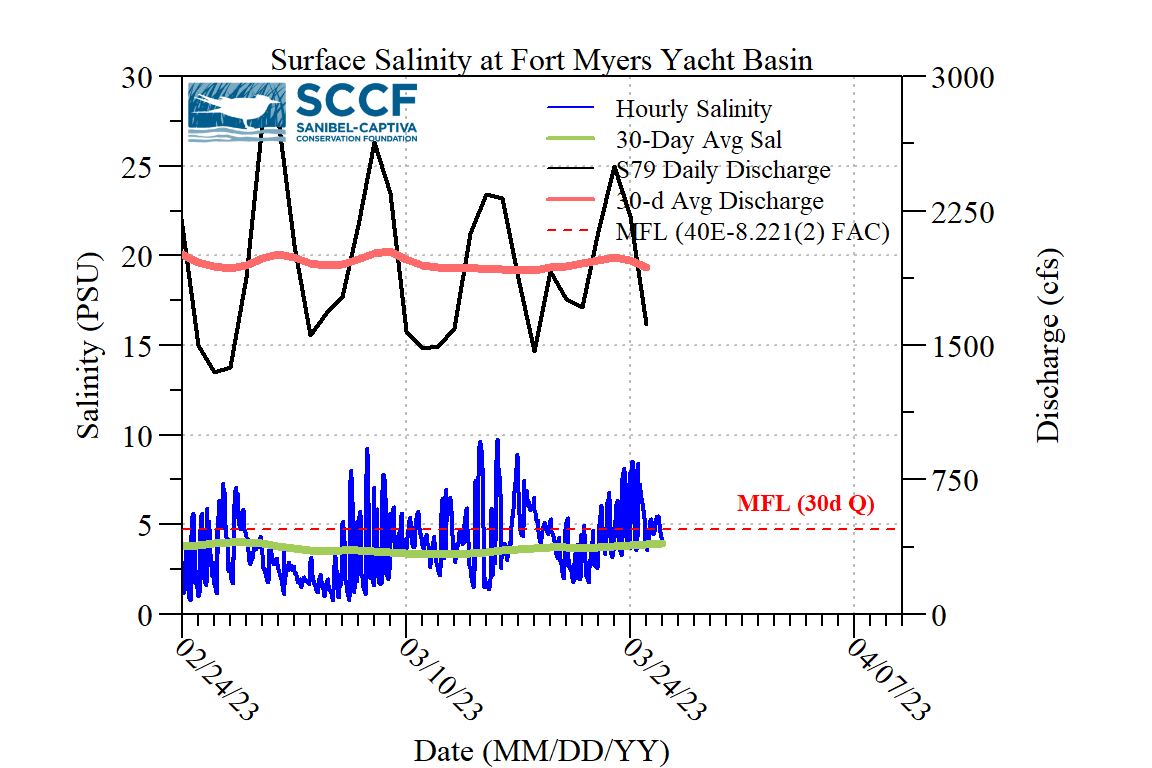 Surface Salinity at Fort Myers Yacht Basin
SCCF
SANIBEL-CAPTIVA
CONSERVATION FOUNDATION
Hourly Salinity
30-Day Avg Sal
S79 Daily Discharge
30-d Avg Discharge
MFL (40E-8.221(2) FAC)
30
25
20
15
10
5
0
Salinity (PSU)
3000
2250
1500
750
0
Discharge (cfs)
MFL (30d Q)
02/24/23
03/10/23
03/24/23
04/07/23
Date (MM/DD/YY)